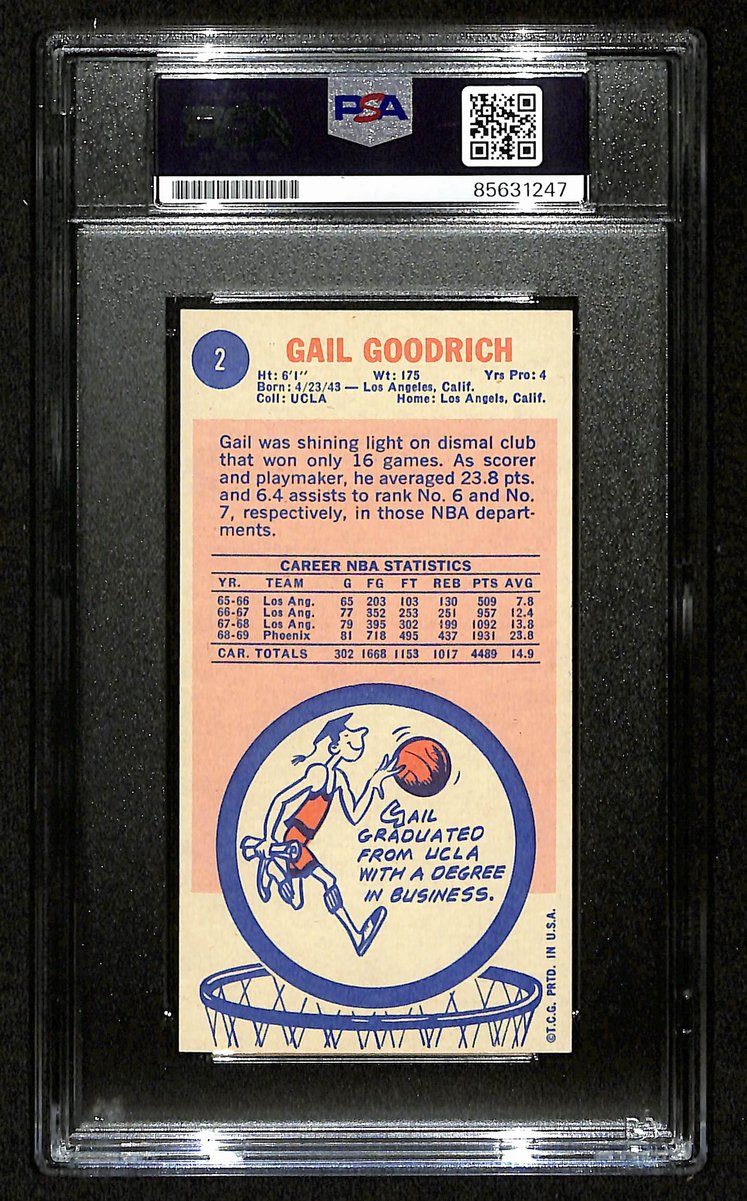 PSA
85631247
2
GAIL GOODRICH
Ht: 6'1" Wt: 175 Yrs Pro: 4
Born: 4/23/43 — Los Angeles, Calif.
Coll: UCLA Home: Los Angels, Calif.
Gail was shining light on dismal club
that won only 16 games. As scorer
and playmaker, he averaged 23.8 pts.
and 6.4 assists to rank No. 6 and No.
7, respectively, in those NBA depart-
ments.
CAREER NBA STATISTICS
YR. TEAM G FG FT REB PTS AVG
65-66 Los Ang. 65 203 103 130 509 7.8
66-67 Los Ang. 77 352 253 251 957 12.4
67-68 Los Ang. 79 395 302 199 1092 13.8
68-69 Phoenix 81 718 495 437 1931 23.8
CAR. TOTALS 302 1668 1153 1017 4489 14.9
GAIL
GRADUATED
FROM UCLA
WITH A DEGREE
IN BUSINESS.
©T.C.G. PRTD. IN U.S.A.